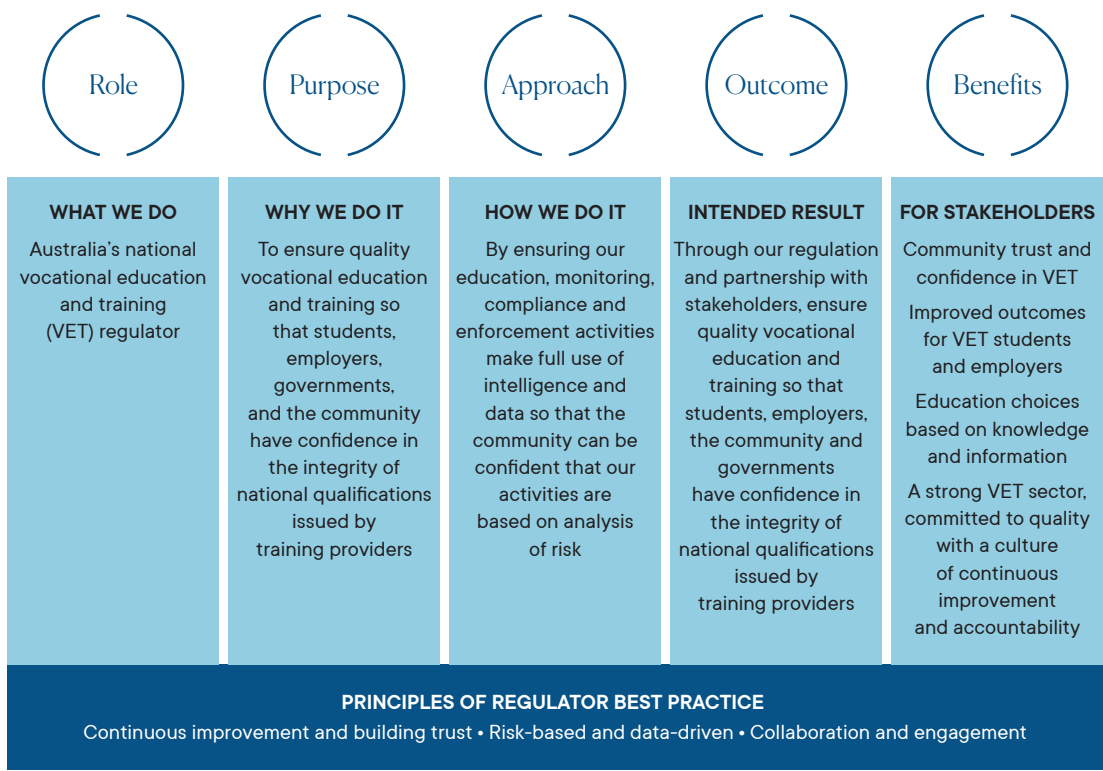 Role
Purpose
Approach
Outcome
Benefits
WHAT WE DO
Australia’s national
vocational education
and training
(VET) regulator
WHY WE DO IT
To ensure quality
vocational education
and training so
that students,
employers,
governments,
and the community
have confidence in
the integrity of
national qualifications
issued by
training providers
HOW WE DO IT
By ensuring our
education, monitoring,
compliance and
enforcement activities
make full use of
intelligence and
data so that the
community can be
confident that our
activities are
based on analysis
of risk
INTENDED RESULT
Through our regulation
and partnership with
stakeholders, ensure
quality vocational
education and
training so that
students, employers,
the community and
governments
have confidence in
the integrity of
national qualifications
issued by
training providers
FOR STAKEHOLDERS
Community trust and
confidence in VET
Improved outcomes
for VET students
and employers
Education choices
based on knowledge
and information
A strong VET sector,
committed to quality
with a culture
of continuous
improvement
and accountability
PRINCIPLES OF REGULATOR BEST PRACTICE
Continuous improvement and building trust • Risk-based and data-driven • Collaboration and engagement